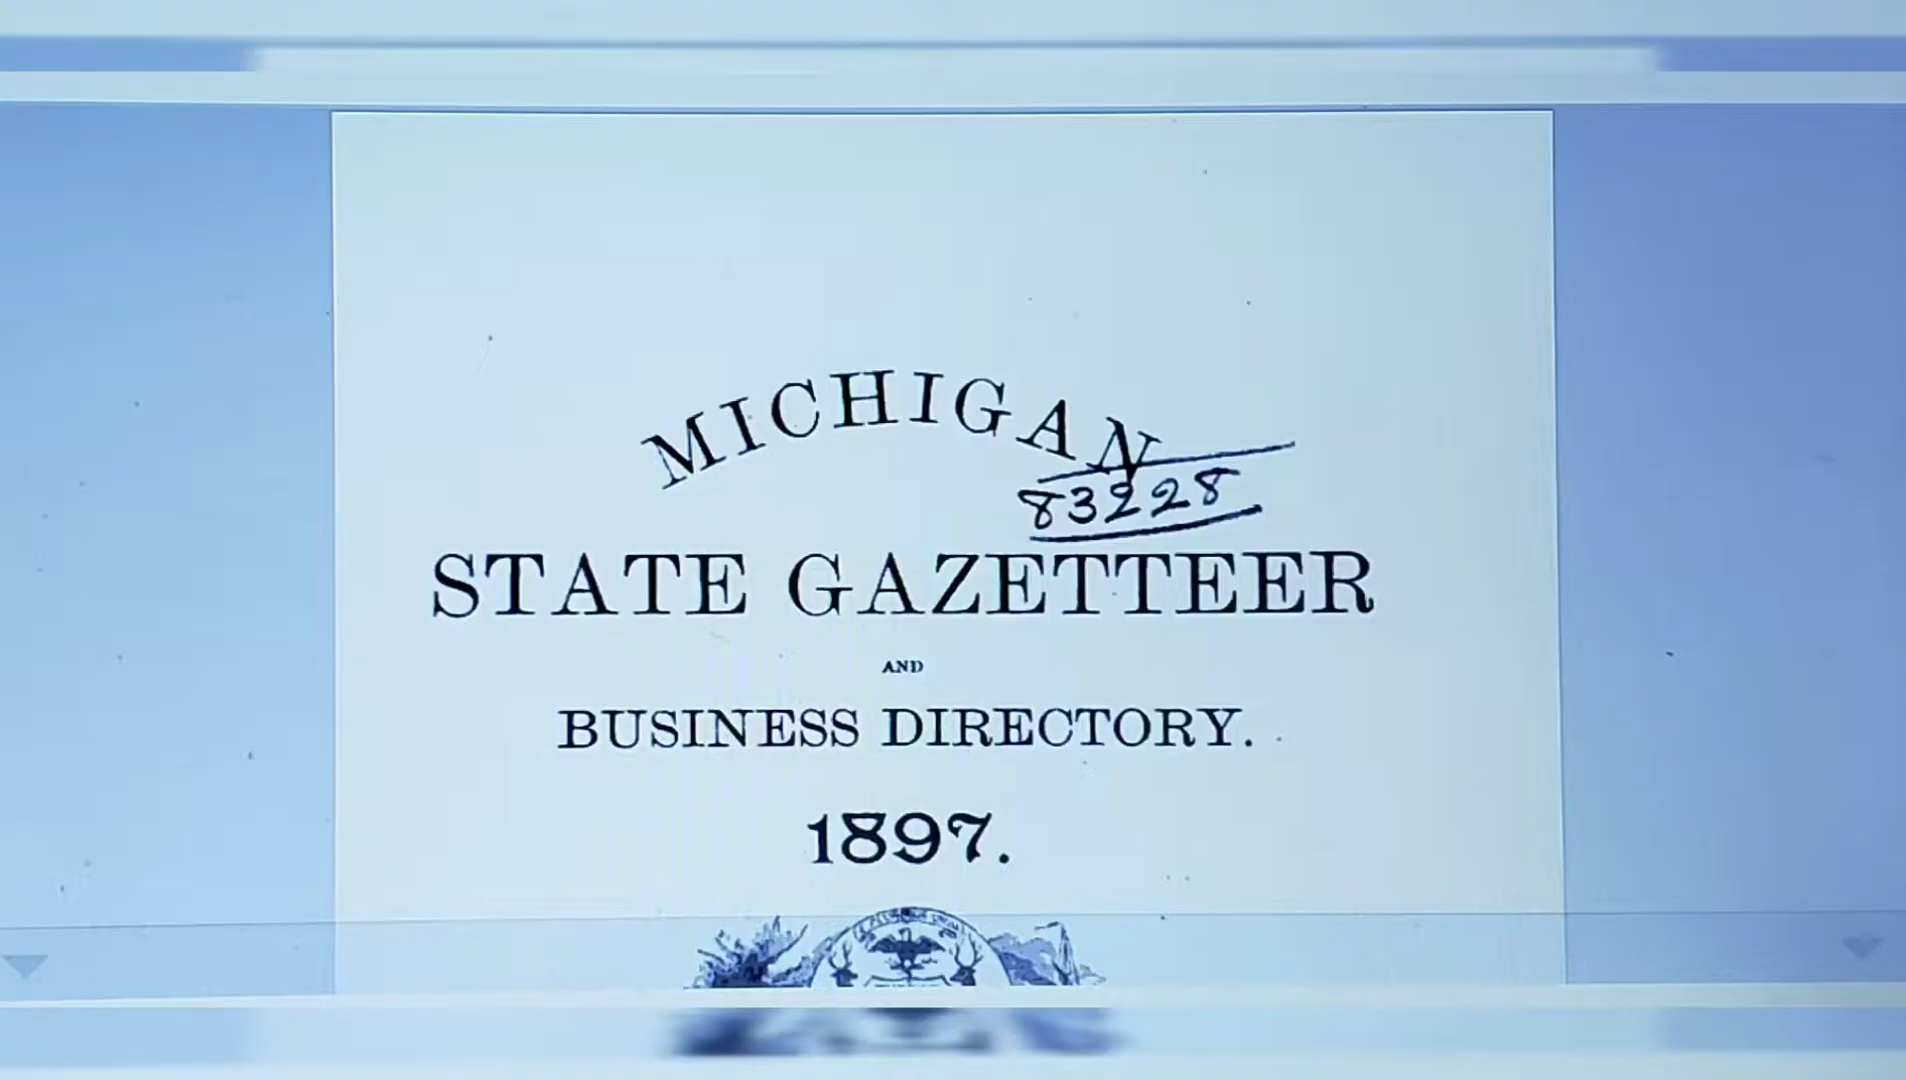 MICHIGAN
83228
STATE GAZETTEER
AND
BUSINESS DIRECTORY.
1897.